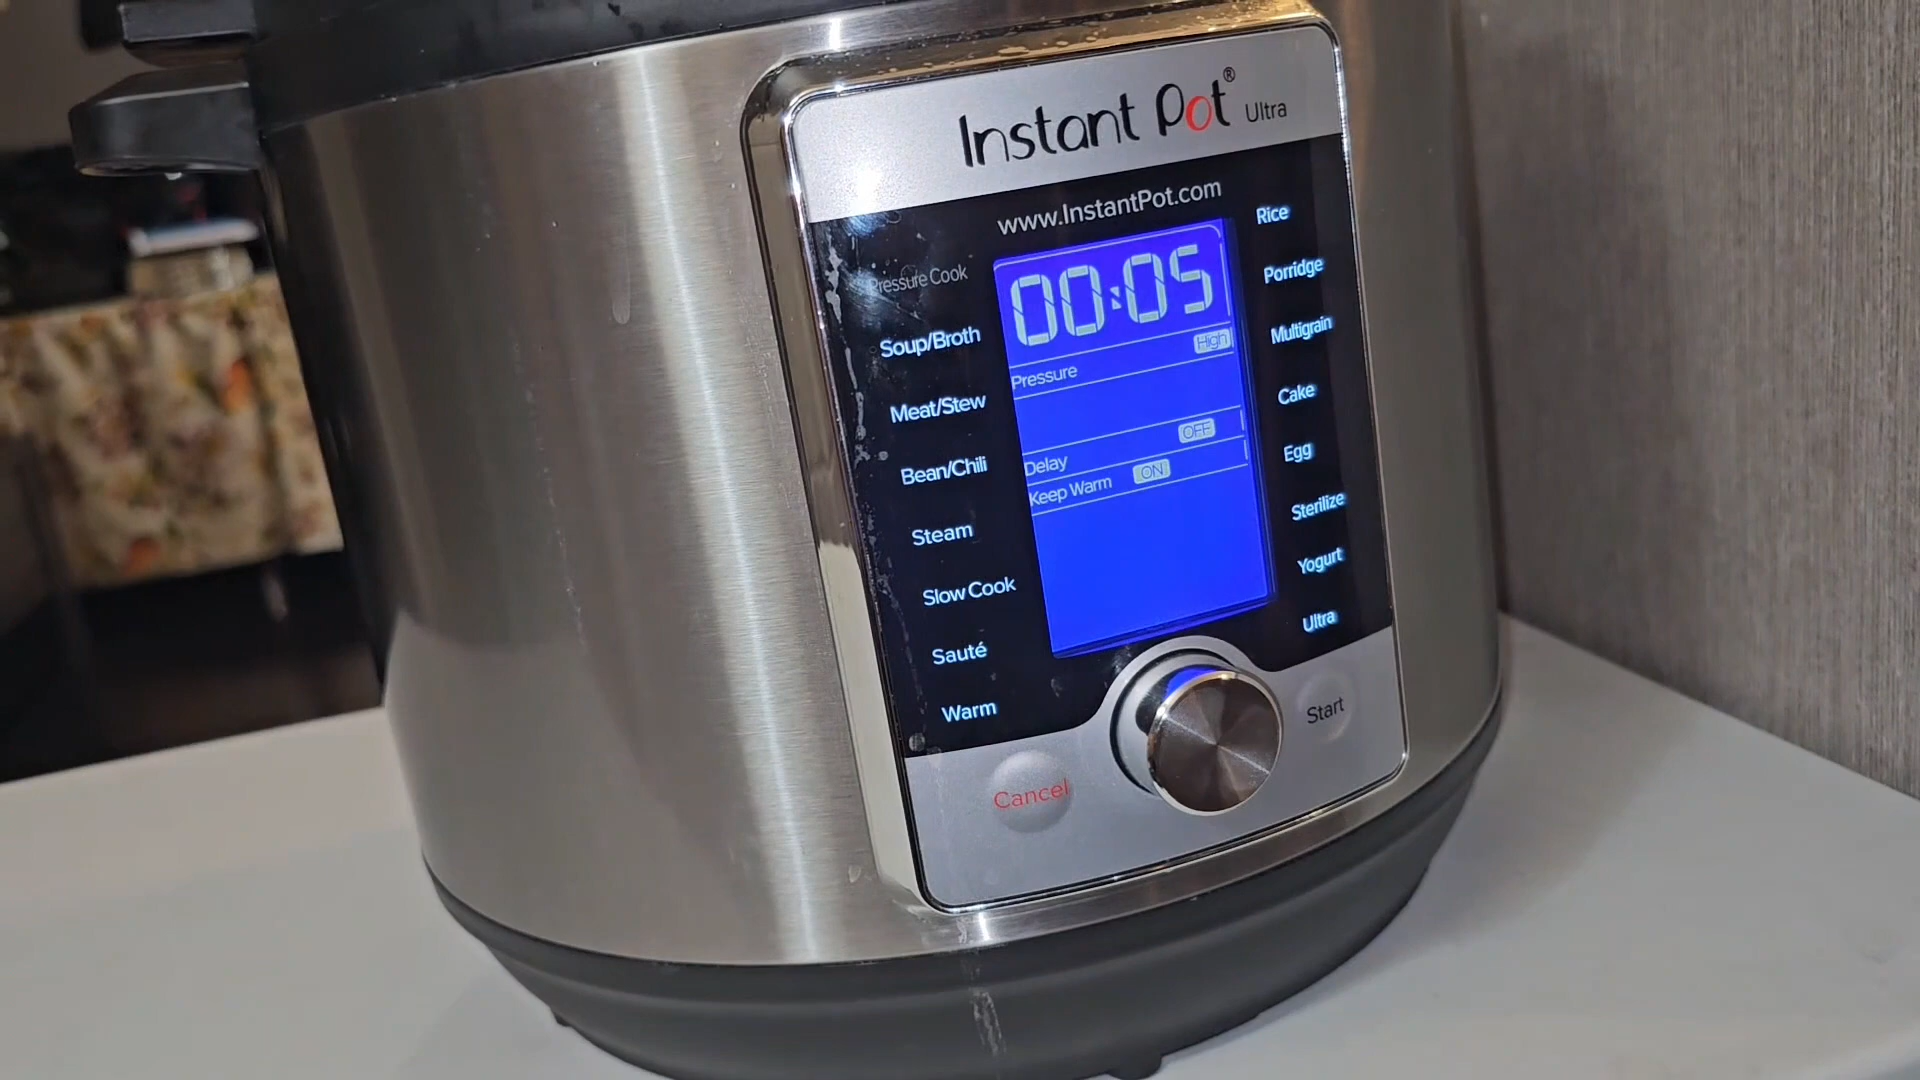 Instant Pot® Ultra
www.InstantPot.com
Pressure Cook
Soup/Broth
Meat/Stew
Bean/Chili
Steam
Slow Cook
Sauté
Warm
00:05
High
Pressure
OFF
Delay
Keep Warm ON
Rice
Porridge
Multigrain
Cake
Egg
Sterilize
Yogurt
Ultra
Cancel
Start